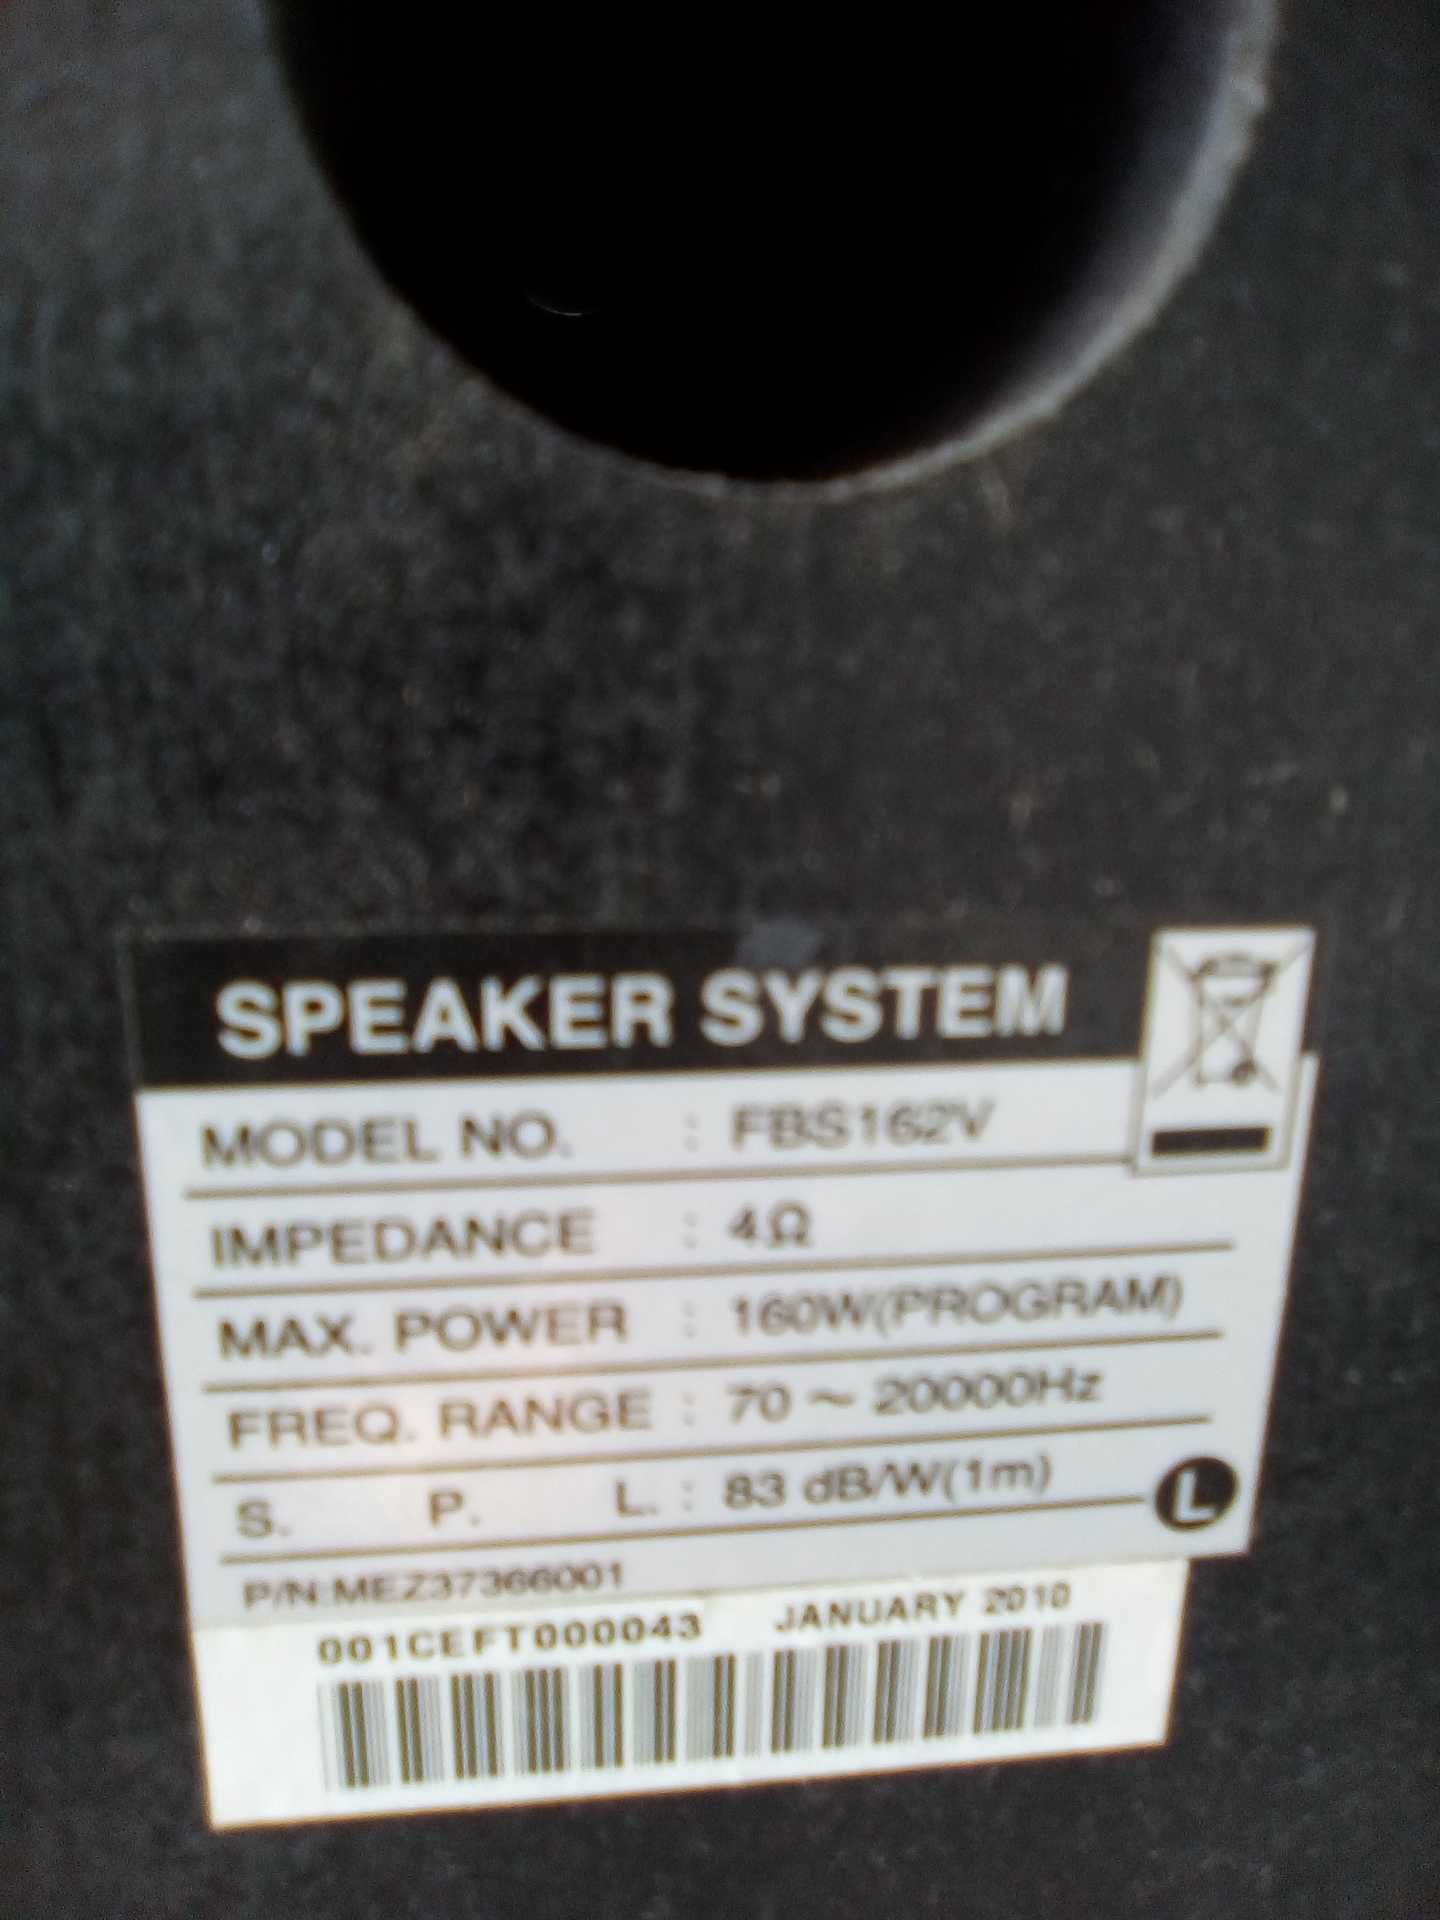 SPEAKER SYSTEM
MODEL NO. : FBS162V
IMPEDANCE : 4Ω
MAX. POWER : 160W(PROGRAM)
FREQ. RANGE : 70 ~ 20000Hz
S. P. L. : 83 dB/W(1m)
L
P/N:MEZ37366001
001CEFT000043 JANUARY 2010